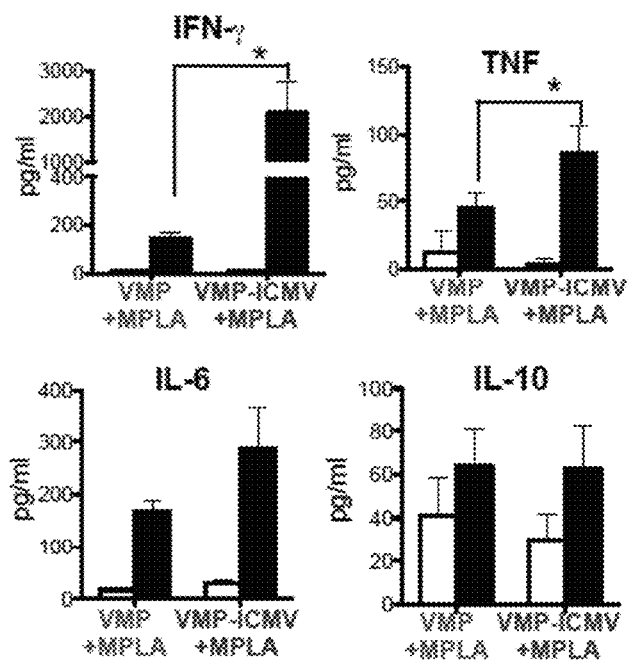 IFN-γ
*
3000
2000
1000
400
200
0
pg/ml
VMP VMP-ICMV
+MPLA +MPLA
TNF
*
150
100
50
0
pg/ml
VMP VMP-ICMV
+MPLA +MPLA
IL-6
400
300
200
100
0
pg/ml
VMP VMP-ICMV
+MPLA +MPLA
IL-10
100
80
60
40
20
0
pg/ml
VMP VMP-ICMV
+MPLA +MPLA